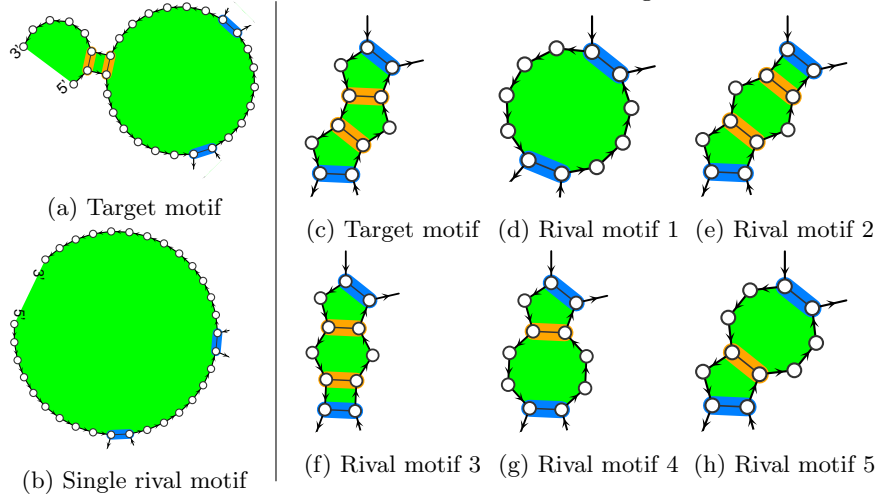 3'
5'
(a) Target motif
3'
5'
(b) Single rival motif
(c) Target motif
(d) Rival motif 1
(e) Rival motif 2
(f) Rival motif 3
(g) Rival motif 4
(h) Rival motif 5